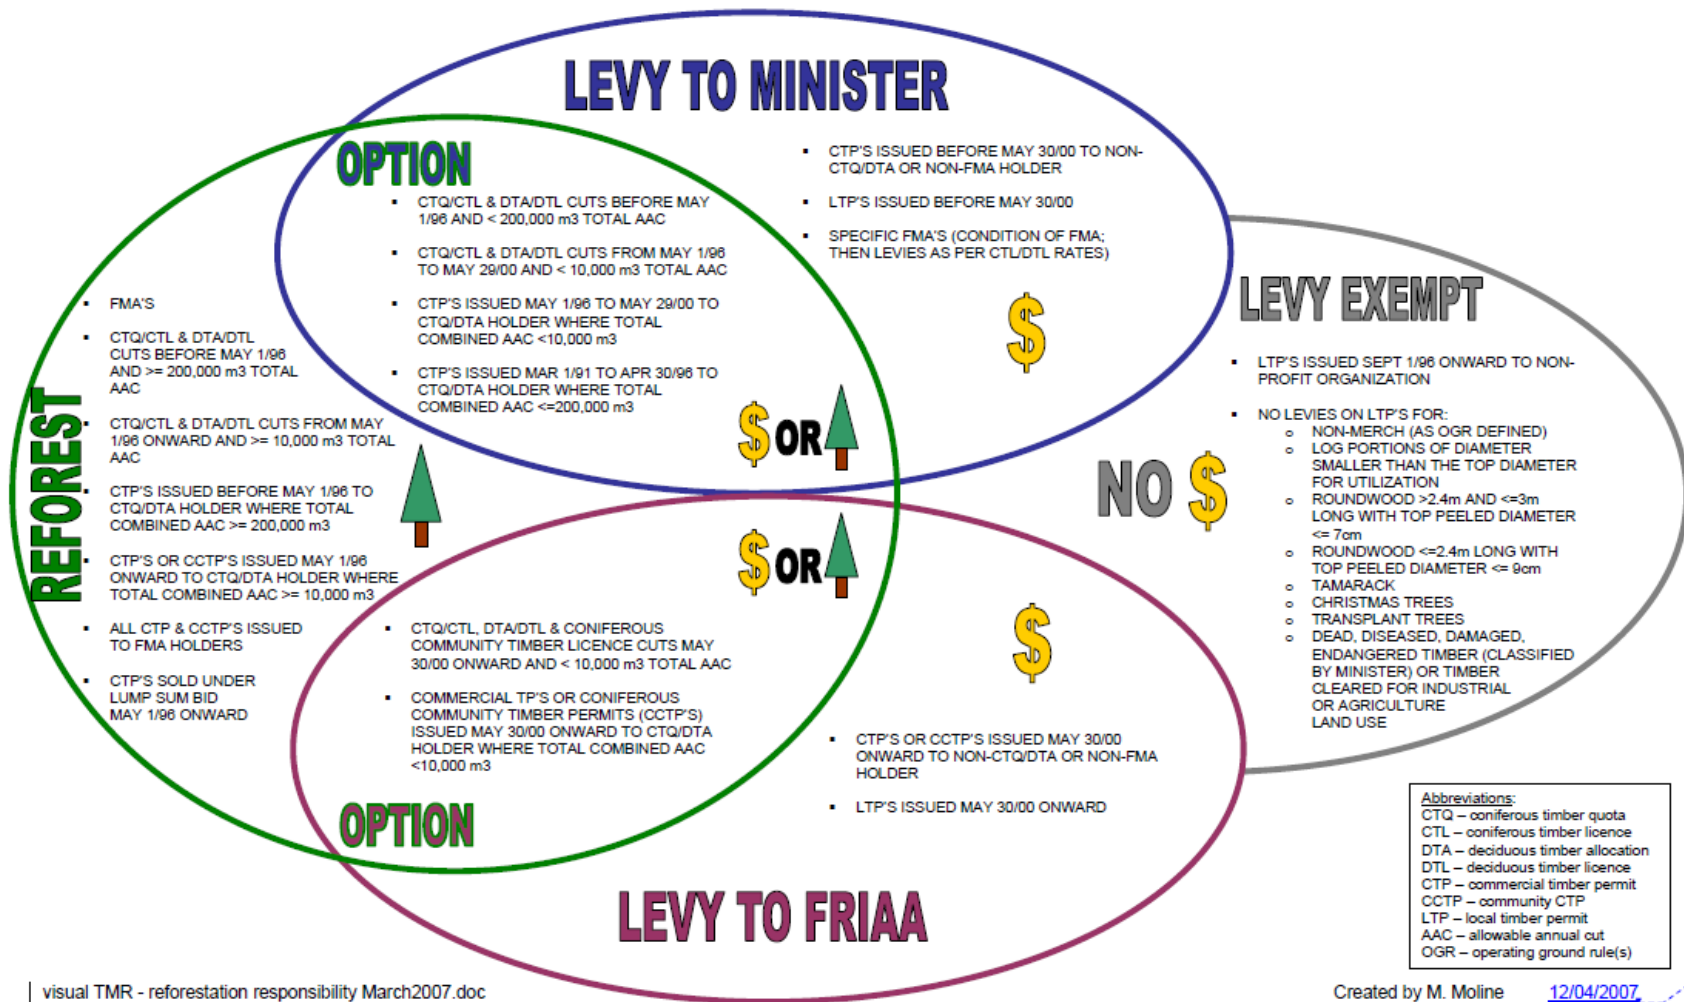 LEVY TO MINISTER
OPTION
▪ CTQ/CTL & DTA/DTL CUTS BEFORE MAY
1/96 AND < 200,000 m3 TOTAL AAC
▪ CTQ/CTL & DTA/DTL CUTS FROM MAY 1/96
TO MAY 29/00 AND < 10,000 m3 TOTAL AAC
▪ CTP'S ISSUED MAY 1/96 TO MAY 29/00 TO
CTQ/DTA HOLDER WHERE TOTAL
COMBINED AAC <10,000 m3
▪ CTP'S ISSUED MAR 1/91 TO APR 30/96 TO
CTQ/DTA HOLDER WHERE TOTAL
COMBINED AAC <=200,000 m3
$ OR
▪ CTP'S ISSUED BEFORE MAY 30/00 TO NON-
CTQ/DTA OR NON-FMA HOLDER
▪ LTP'S ISSUED BEFORE MAY 30/00
▪ SPECIFIC FMA'S (CONDITION OF FMA;
THEN LEVIES AS PER CTL/DTL RATES)
$
LEVY EXEMPT
▪ LTP'S ISSUED SEPT 1/96 ONWARD TO NON-
PROFIT ORGANIZATION
▪ NO LEVIES ON LTP'S FOR:
o NON-MERCH (AS OGR DEFINED)
o LOG PORTIONS OF DIAMETER
SMALLER THAN THE TOP DIAMETER
FOR UTILIZATION
o ROUNDWOOD >2.4m AND <=3m
LONG WITH TOP PEELED DIAMETER
<= 7cm
o ROUNDWOOD <=2.4m LONG WITH
TOP PEELED DIAMETER <= 9cm
o TAMARACK
o CHRISTMAS TREES
o TRANSPLANT TREES
o DEAD, DISEASED, DAMAGED,
ENDANGERED TIMBER (CLASSIFIED
BY MINISTER) OR TIMBER
CLEARED FOR INDUSTRIAL
OR AGRICULTURE
LAND USE
NO $
REFOREST
▪ FMA'S
▪ CTQ/CTL & DTA/DTL
CUTS BEFORE MAY 1/96
AND >= 200,000 m3 TOTAL
AAC
▪ CTQ/CTL & DTA/DTL CUTS FROM MAY
1/96 ONWARD AND >= 10,000 m3 TOTAL
AAC
▪ CTP'S ISSUED BEFORE MAY 1/96 TO
CTQ/DTA HOLDER WHERE TOTAL
COMBINED AAC >= 200,000 m3
▪ CTP'S OR CCTP'S ISSUED MAY 1/96
ONWARD TO CTQ/DTA HOLDER WHERE
TOTAL COMBINED AAC >= 10,000 m3
▪ ALL CTP & CCTP'S ISSUED
TO FMA HOLDERS
▪ CTP'S SOLD UNDER
LUMP SUM BID
MAY 1/96 ONWARD
$ OR
▪ CTQ/CTL, DTA/DTL & CONIFEROUS
COMMUNITY TIMBER LICENCE CUTS MAY
30/00 ONWARD AND < 10,000 m3 TOTAL AAC
▪ COMMERCIAL TP'S OR CONIFEROUS
COMMUNITY TIMBER PERMITS (CCTP'S)
ISSUED MAY 30/00 ONWARD TO CTQ/DTA
HOLDER WHERE TOTAL COMBINED AAC
<10,000 m3
OPTION
$
▪ CTP'S OR CCTP'S ISSUED MAY 30/00
ONWARD TO NON-CTQ/DTA OR NON-FMA
HOLDER
▪ LTP'S ISSUED MAY 30/00 ONWARD
LEVY TO FRIAA
Abbreviations:
CTQ – coniferous timber quota
CTL – coniferous timber licence
DTA – deciduous timber allocation
DTL – deciduous timber licence
CTP – commercial timber permit
CCTP – community CTP
LTP – local timber permit
AAC – allowable annual cut
OGR – operating ground rule(s)
visual TMR - reforestation responsibility March2007.doc
Created by M. Moline 12/04/2007